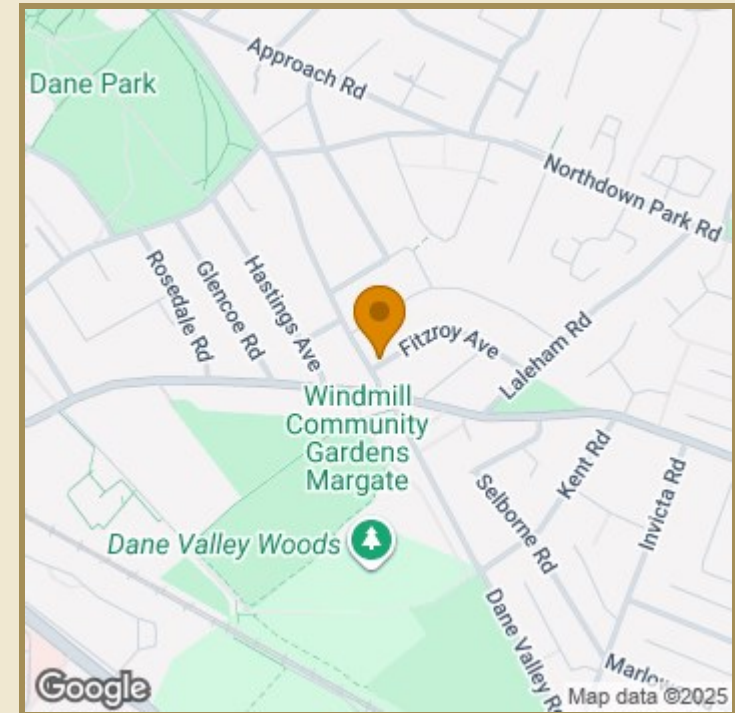 Dane Park
Approach Rd
Northdown Park Rd
Rosedale Rd
Glencoe Rd
Hastings Ave
Fitzroy Ave
Laleham Rd
Windmill
Community
Gardens
Margate
Kent Rd
Selborne Rd
Invicta Rd
Dane Valley Woods
Dane Valley Rd
Google
Map data ©2025